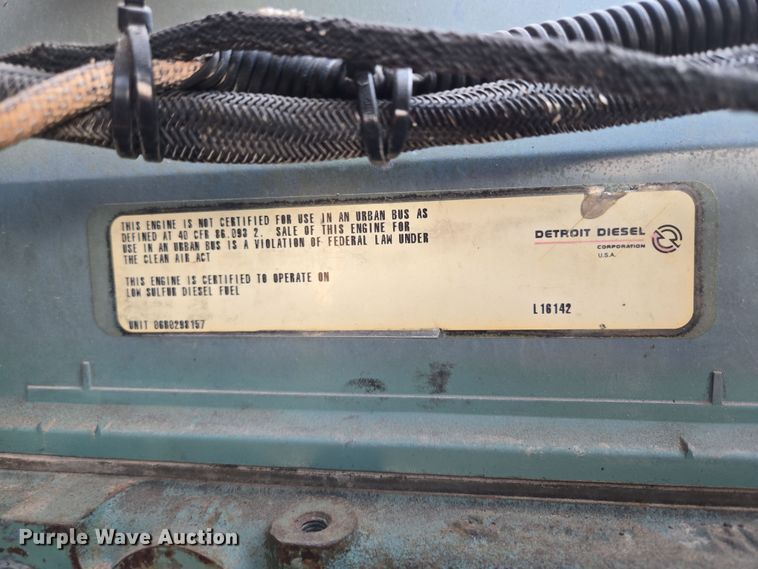 THIS ENGINE IS NOT CERTIFIED FOR USE IN AN URBAN BUS AS
DEFINED AT 40 CFR 86.093 2. SALE OF THIS ENGINE FOR
USE IN AN URBAN BUS IS A VIOLATION OF FEDERAL LAW UNDER
THE CLEAN AIR ACT
THIS ENGINE IS CERTIFIED TO OPERATE ON
LOW SULFUR DIESEL FUEL
UNIT 06R0293157
DETROIT DIESEL
CORPORATION
U.S.A.
L16142
Purple Wave Auction